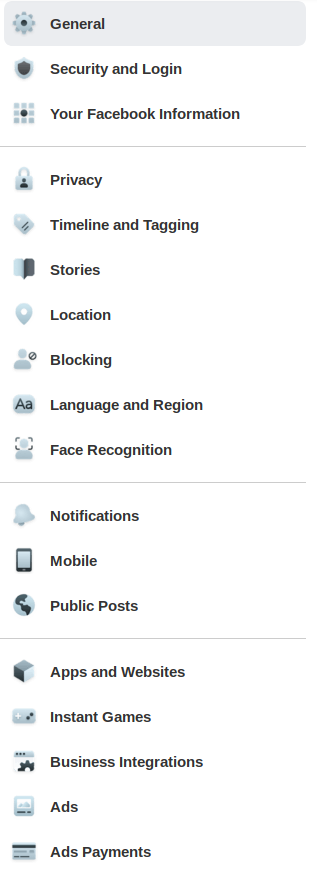 General
Security and Login
Your Facebook Information
Privacy
Timeline and Tagging
Stories
Location
Blocking
Aa Language and Region
Face Recognition
Notifications
Mobile
Public Posts
Apps and Websites
Instant Games
Business Integrations
Ads
Ads Payments